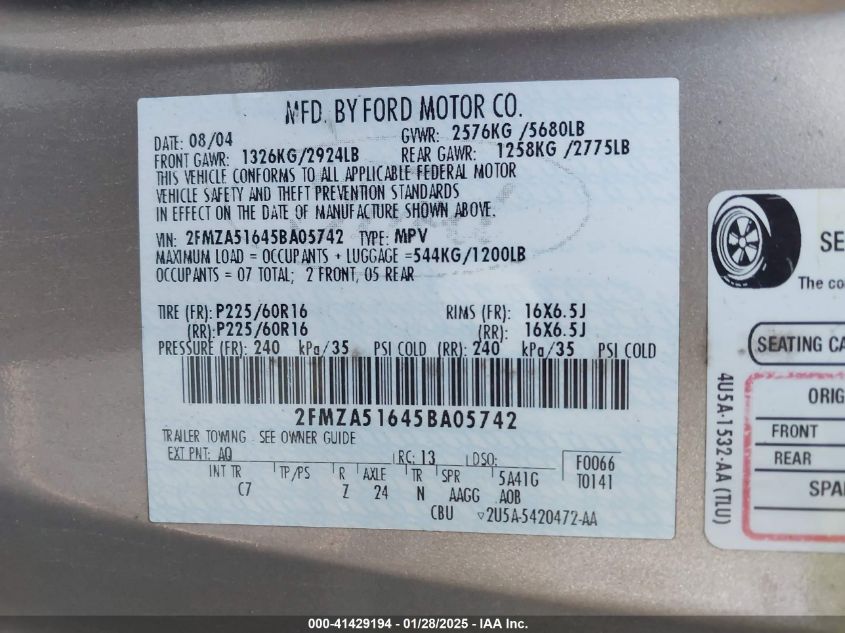 MFD. BY FORD MOTOR CO.
DATE: 08/04 GVWR: 2576KG /5680LB
FRONT GAWR: 1326KG/2924LB REAR GAWR: 1258KG /2775LB
THIS VEHICLE CONFORMS TO ALL APPLICABLE FEDERAL MOTOR
VEHICLE SAFETY AND THEFT PREVENTION STANDARDS
IN EFFECT ON THE DATE OF MANUFACTURE SHOWN ABOVE.
VIN: 2FMZA51645BA05742 TYPE: MPV
MAXIMUM LOAD = OCCUPANTS + LUGGAGE =544KG/1200LB
OCCUPANTS = 07 TOTAL; 2 FRONT, 05 REAR
TIRE (FR): P225/60R16 RIMS (FR): 16X6.5J
(RR): P225/60R16 (RR): 16X6.5J
PRESSURE (FR): 240 kPa/35 PSI COLD (RR): 240 kPa/35 PSI COLD
2FMZA51645BA05742
TRAILER TOWING - SEE OWNER GUIDE
EXT PNT: AQ RC: 13 DSO: F0066
INT TR TP/PS R AXLE TR SPR 5A41G T0141
C7 Z 24 N AAGG AOB
CBU ▽2U5A-5420472-AA
SE
The co
SEATING CA
ORIG
FRONT
REAR
SPA
4U5A-1532-AA (TLU)
000-41429194 — 01/28/2025 — IAA Inc.